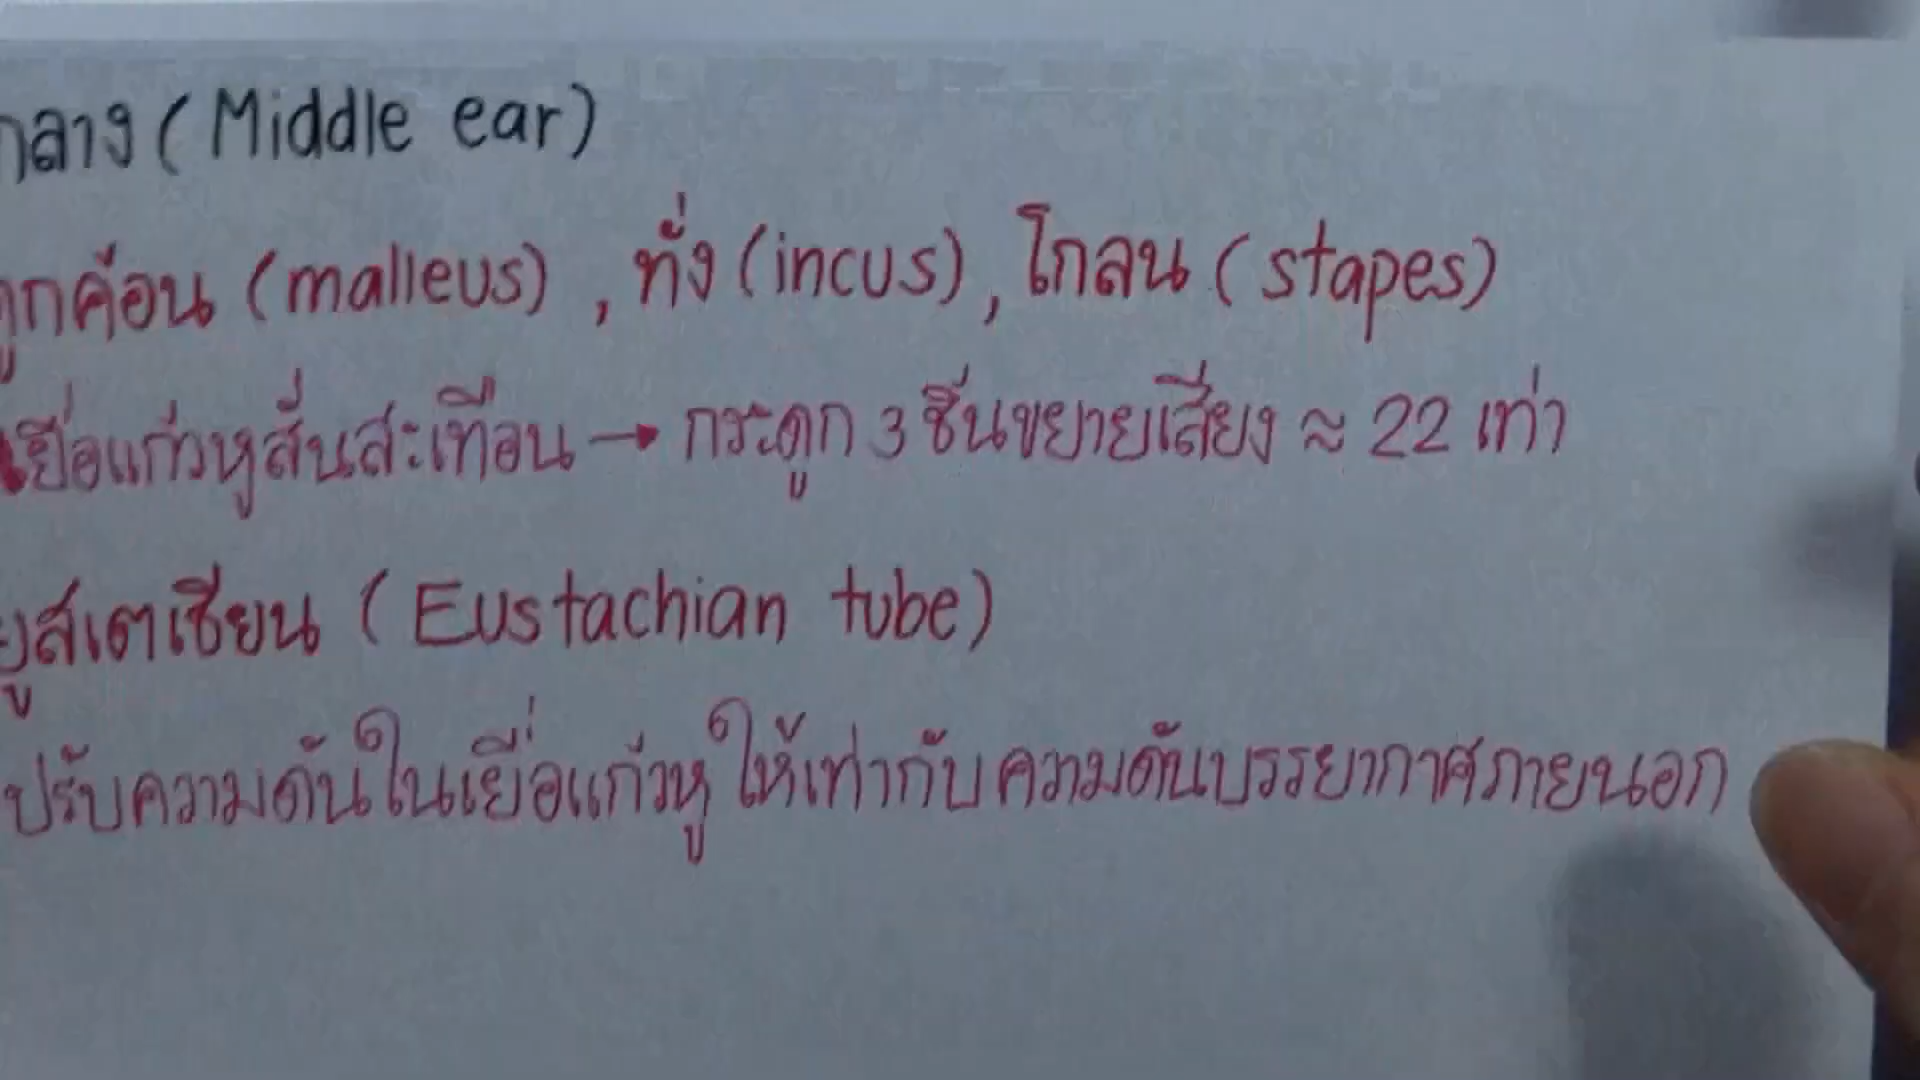 กลาง (Middle ear)
ดูกค้อน (malleus) , ทั่ง (incus) , โกลน (stapes)
เยื่อแก้วหูสั่นสะเทือน → กระดูก 3 ชิ้นขยายเสียง ≈ 22 เท่า
ยูสเตเชียน (Eustachian tube)
ปรับความดันในเยื่อแก้วหู ให้เท่ากับ ความดันบรรยากาศภายนอก